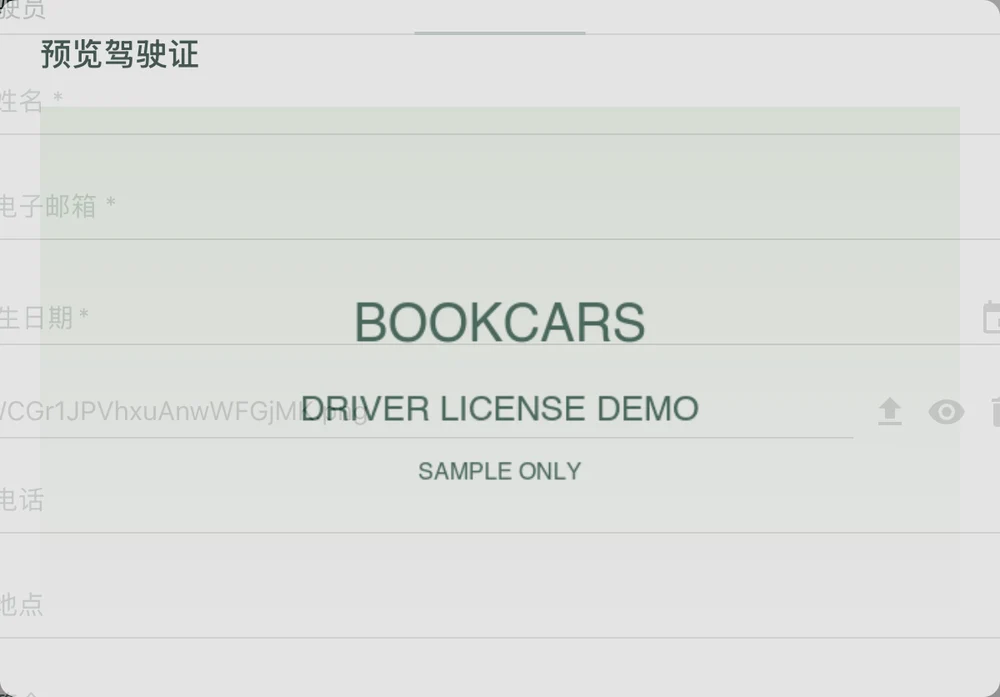 驶员
预览驾驶证
姓名 *
电子邮箱 *
BOOKCARS
生日期 *
DRIVER LICENSE DEMO
SAMPLE ONLY
电话
地点